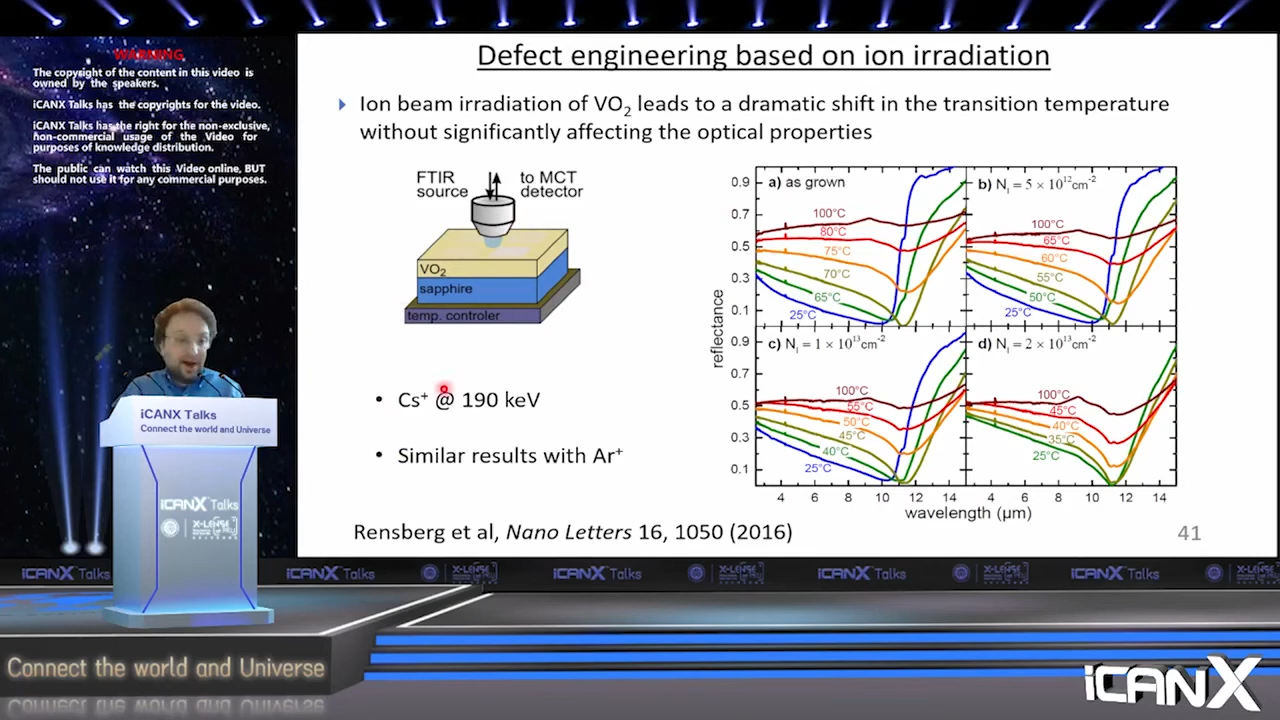 WARNING
The copyright of the content in this video is
owned by the speakers.
iCANX Talks has the copyrights for the video.
iCANX Talks has the right for the non-exclusive,
non-commercial usage of the Video for
purposes of knowledge distribution.
The public can watch this Video online, BUT
should not use it for any commercial purposes.
Defect engineering based on ion irradiation
Ion beam irradiation of VO₂ leads to a dramatic shift in the transition temperature
without significantly affecting the optical properties
FTIR source
to MCT detector
VO₂
sapphire
temp. controler
• Cs⁺ @ 190 keV
• Similar results with Ar⁺
reflectance
0.9
0.7
0.5
0.3
0.1
a) as grown
100°C
80°C
75°C
70°C
65°C
25°C
b) Nᵢ = 5 × 10¹²cm⁻²
100°C
65°C
60°C
55°C
50°C
25°C
0.9
0.7
0.5
0.3
0.1
c) Nᵢ = 1 × 10¹³cm⁻²
100°C
55°C
50°C
45°C
40°C
25°C
d) Nᵢ = 2 × 10¹³cm⁻²
100°C
45°C
40°C
35°C
25°C
4 6 8 10 12 14 4 6 8 10 12 14
wavelength (µm)
Rensberg et al, Nano Letters 16, 1050 (2016)
41
iCANX Talks
Connect the world and Universe
iCANX Talks
X-LENSE
iCANX Talks
iCANX Talks
iCANX Talks
iCANX Talks
iCANX Talks
Connect the world and Universe
iCANX